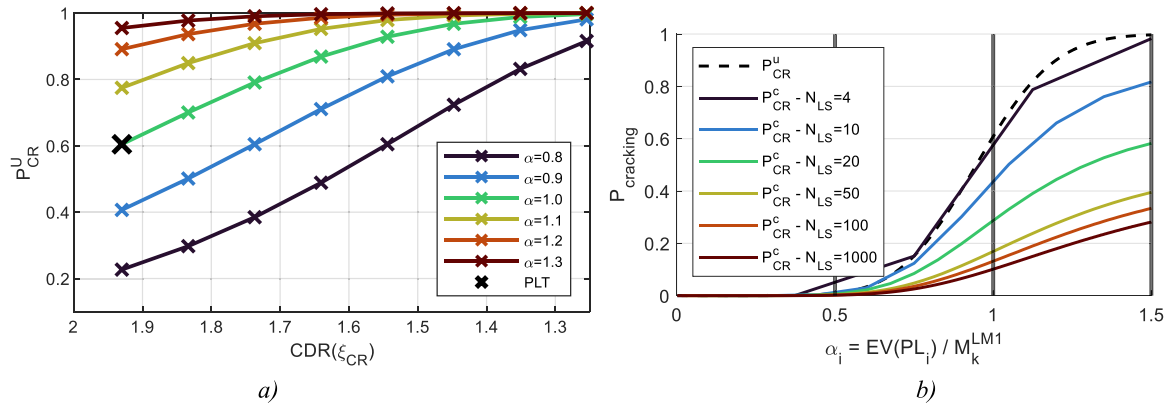 1
0.8
0.6
0.4
0.2
P^U_CR
α=0.8
α=0.9
α=1.0
α=1.1
α=1.2
α=1.3
PLT
2 1.9 1.8 1.7 1.6 1.5 1.4 1.3
CDR(ξ_CR)
a)
1
0.8
0.6
0.4
0.2
0
P_cracking
P^u_CR
P^c_CR - N_LS=4
P^c_CR - N_LS=10
P^c_CR - N_LS=20
P^c_CR - N_LS=50
P^c_CR - N_LS=100
P^c_CR - N_LS=1000
0 0.5 1 1.5
α_i = EV(PL_i) / M_k^LM1
b)